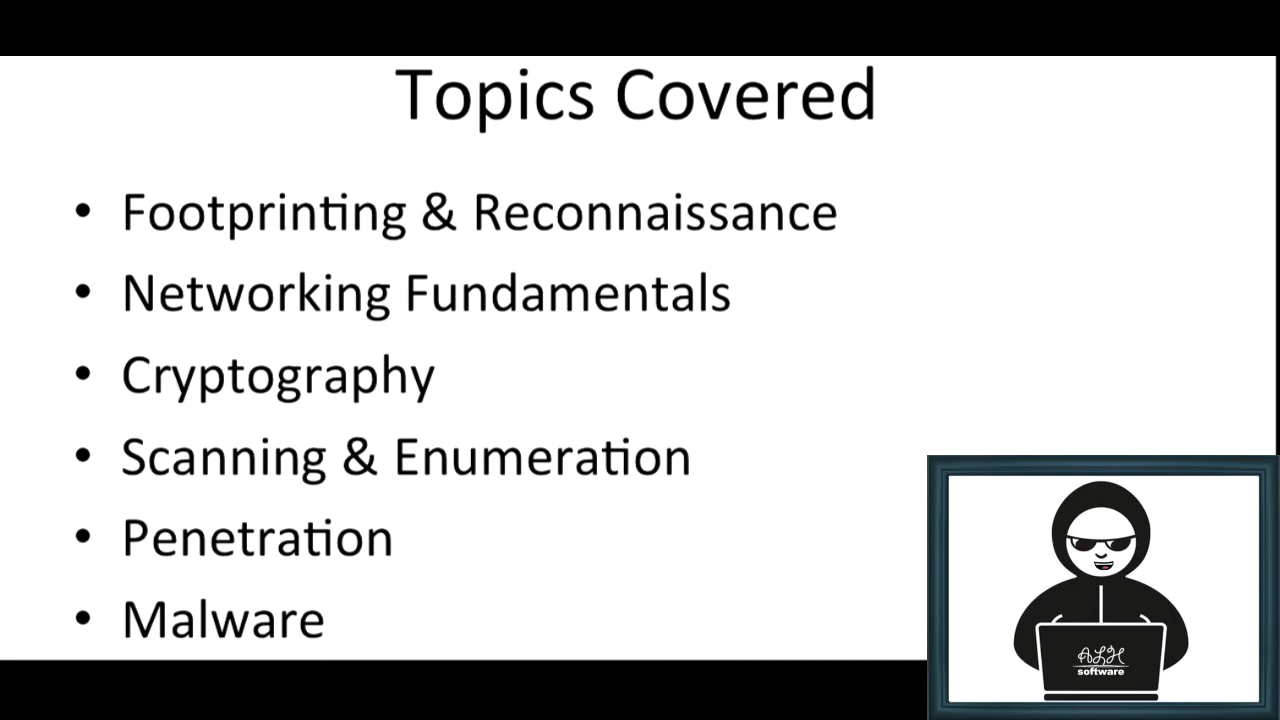 Topics Covered
• Footprinting & Reconnaissance
• Networking Fundamentals
• Cryptography
• Scanning & Enumeration
• Penetration
• Malware
ALH
software